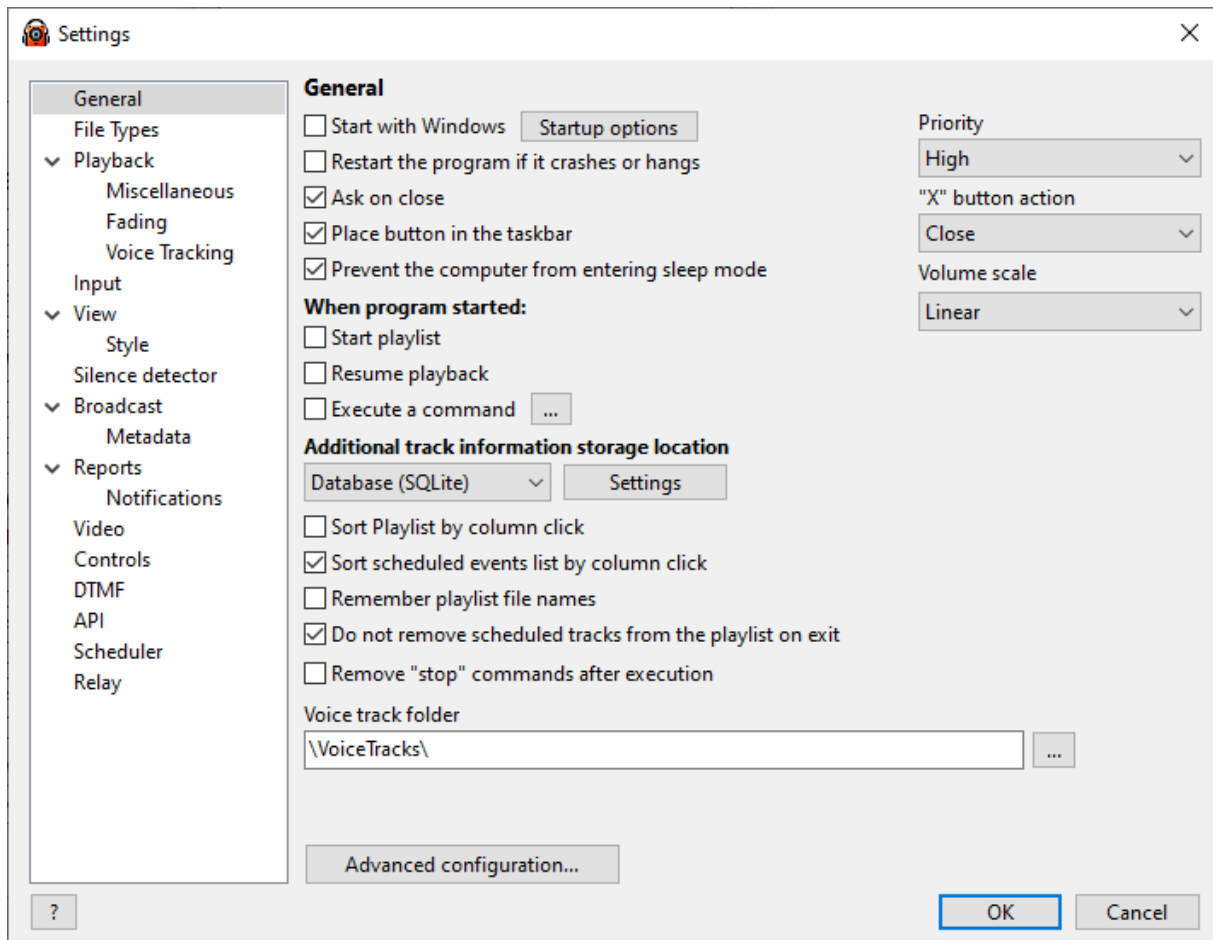 Settings
General
File Types
Playback
Miscellaneous
Fading
Voice Tracking
Input
View
Style
Silence detector
Broadcast
Metadata
Reports
Notifications
Video
Controls
DTMF
API
Scheduler
Relay
General
Start with Windows
Startup options
Restart the program if it crashes or hangs
Ask on close
Place button in the taskbar
Prevent the computer from entering sleep mode
When program started:
Start playlist
Resume playback
Execute a command
...
Additional track information storage location
Database (SQLite)
Settings
Sort Playlist by column click
Sort scheduled events list by column click
Remember playlist file names
Do not remove scheduled tracks from the playlist on exit
Remove "stop" commands after execution
Voice track folder
\VoiceTracks\
...
Advanced configuration...
Priority
High
"X" button action
Close
Volume scale
Linear
?
OK
Cancel